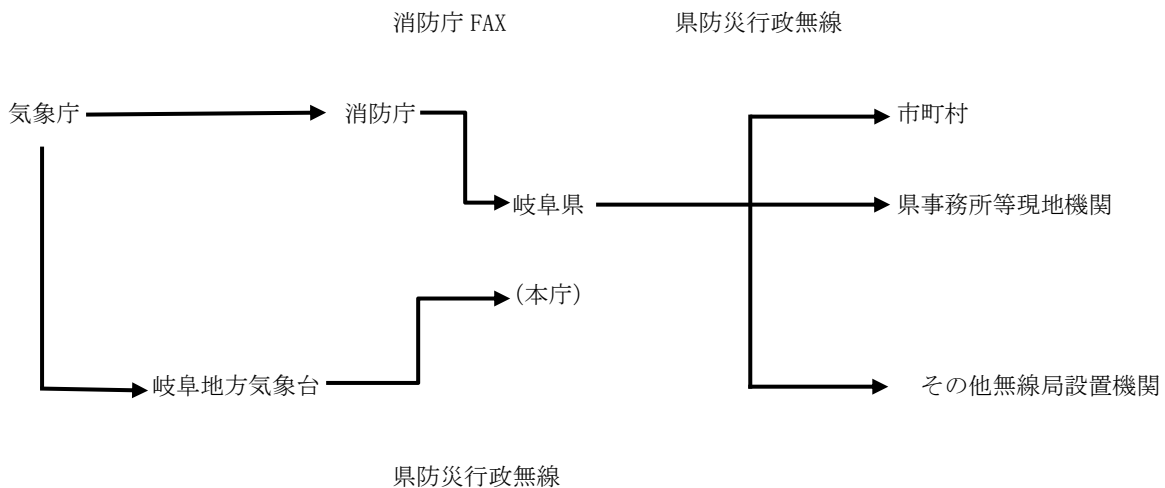 消防庁 FAX　県防災行政無線
気象庁　消防庁　市町村
岐阜県　県事務所等現地機関
(本庁)
岐阜地方気象台　その他無線局設置機関
県防災行政無線